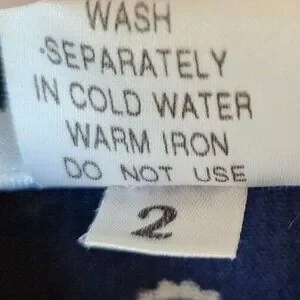 WASH
SEPARATELY
IN COLD WATER
WARM IRON
DO NOT USE
2